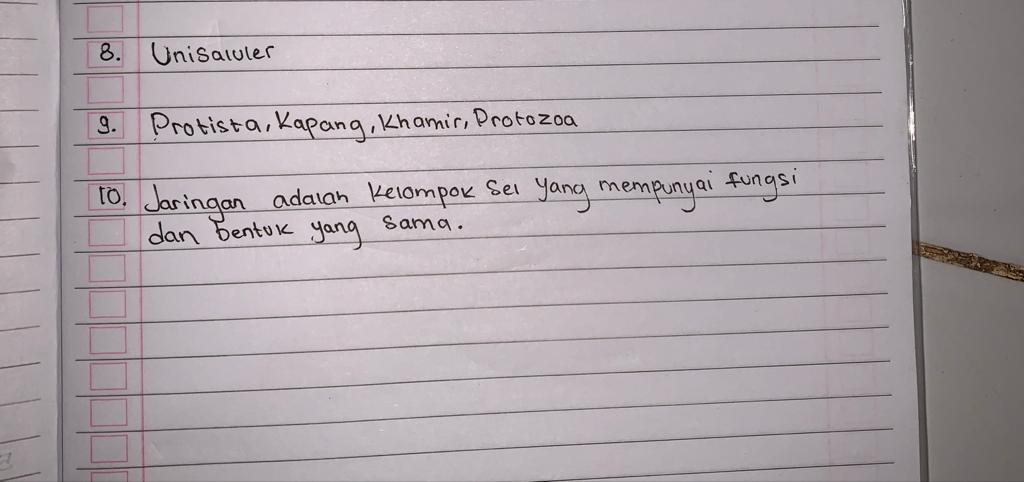 8. Unisaluler
9. Protista, Kapang, Khamir, Protozoa
10. Jaringan adalah kelompok sel yang mempunyai fungsi
dan bentuk yang sama.